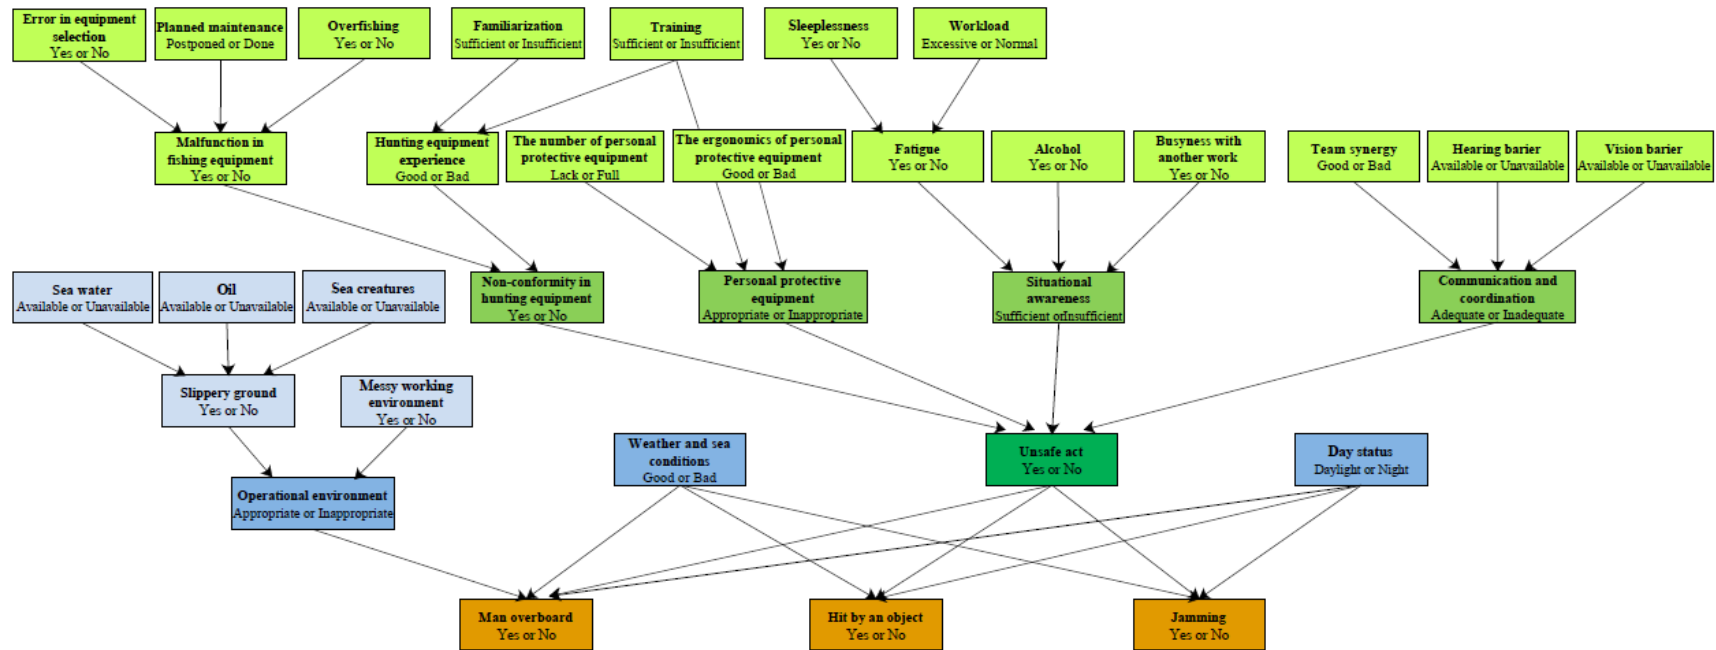 Error in equipment
selection
Yes or No
Planned maintenance
Postponed or Done
Overfishing
Yes or No
Familiarization
Sufficient or Insufficient
Training
Sufficient or Insufficient
Sleeplessness
Yes or No
Workload
Excessive or Normal
Malfunction in
fishing equipment
Yes or No
Hunting equipment
experience
Good or Bad
The number of personal
protective equipment
Lack or Full
The ergonomics of personal
protective equipment
Good or Bad
Fatigue
Yes or No
Alcohol
Yes or No
Busyness with
another work
Yes or No
Team synergy
Good or Bad
Hearing barier
Available or Unavailable
Vision barier
Available or Unavailable
Sea water
Available or Unavailable
Oil
Available or Unavailable
Sea creatures
Available or Unavailable
Non-conformity in
hunting equipment
Yes or No
Personal protective
equipment
Appropriate or Inappropriate
Situational
awareness
Sufficient orInsufficient
Communication and
coordination
Adequate or Inadequate
Slippery ground
Yes or No
Messy working
environment
Yes or No
Weather and sea
conditions
Good or Bad
Unsafe act
Yes or No
Day status
Daylight or Night
Operational environment
Appropriate or Inappropriate
Man overboard
Yes or No
Hit by an object
Yes or No
Jamming
Yes or No